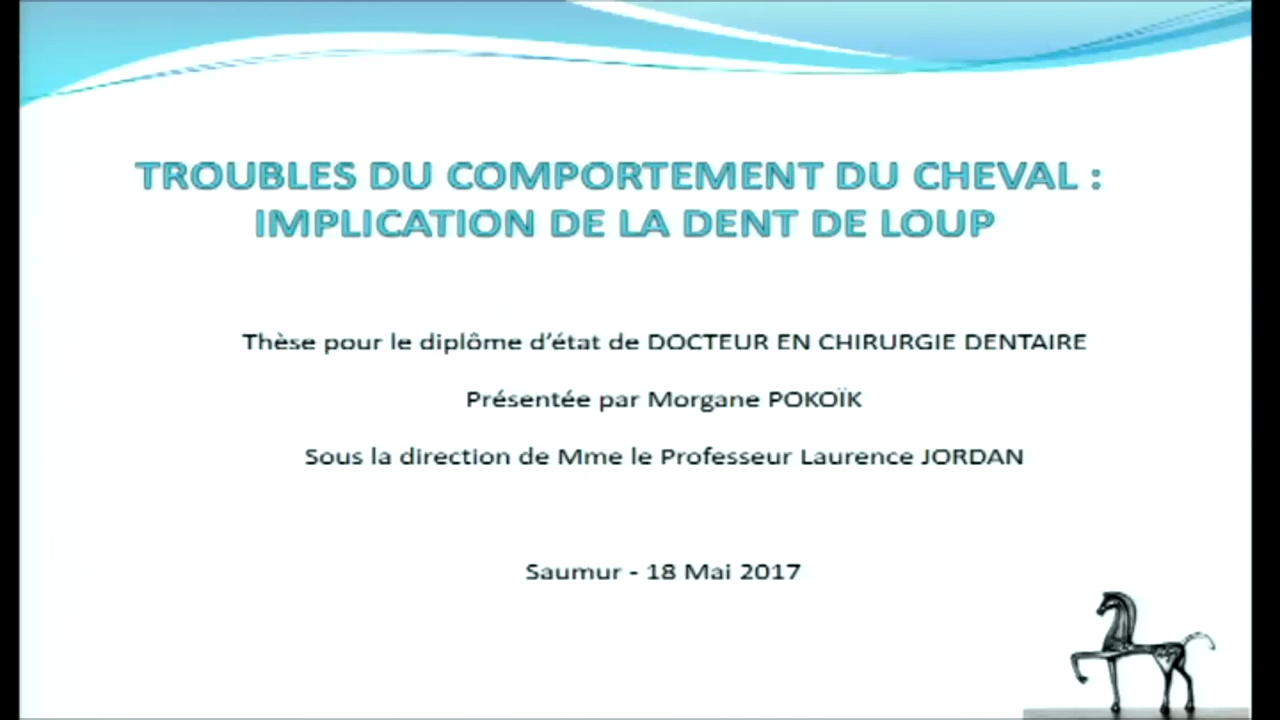 TROUBLES DU COMPORTEMENT DU CHEVAL :
IMPLICATION DE LA DENT DE LOUP
Thèse pour le diplôme d’état de DOCTEUR EN CHIRURGIE DENTAIRE
Présentée par Morgane POKOÏK
Sous la direction de Mme le Professeur Laurence JORDAN
Saumur - 18 Mai 2017